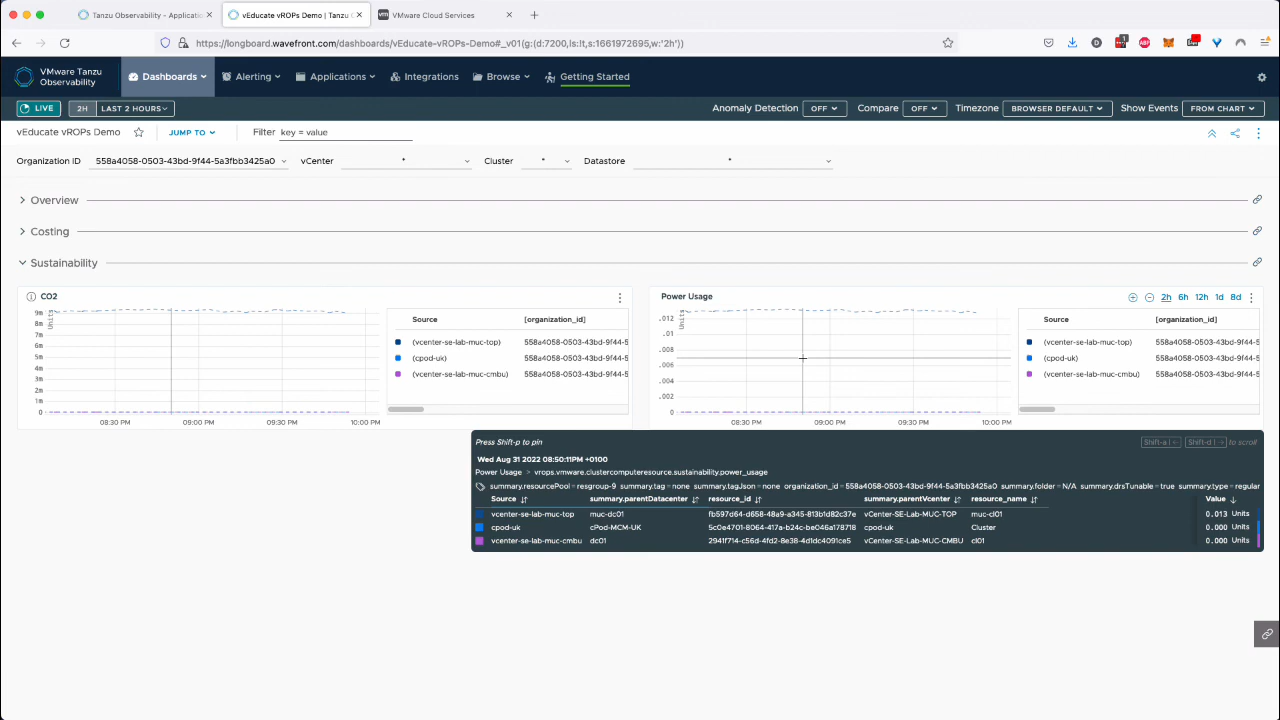 Tanzu Observability - Applicatio
vEducate vROPs Demo | Tanzu O
VMware Cloud Services
https://longboard.wavefront.com/dashboards/vEducate-vROPs-Demo#_v01(g:(d:7200,ls:!t,s:1661972695,w:'2h'))
VMware Tanzu
Observability
Dashboards
Alerting
Applications
Integrations
Browse
Getting Started
LIVE
2H
LAST 2 HOURS
Anomaly Detection
OFF
Compare
OFF
Timezone
BROWSER DEFAULT
Show Events
FROM CHART
vEducate vROPs Demo
JUMP TO
Filter
key = value
Organization ID
558a4058-0503-43bd-9f44-5a3fbb3425a0
vCenter
*
Cluster
*
Datastore
*
Overview
Costing
Sustainability
CO2
Units
9m
8m
7m
6m
5m
4m
3m
2m
1m
0
08:30 PM
09:00 PM
09:30 PM
10:00 PM
Source
[organization_id]
(vcenter-se-lab-muc-top)
558a4058-0503-43bd-9f44-5
(cpod-uk)
558a4058-0503-43bd-9f44-5
(vcenter-se-lab-muc-cmbu)
558a4058-0503-43bd-9f44-5
Power Usage
2h
6h
12h
1d
8d
Units
.012
.01
.008
.006
.004
.002
0
08:30 PM
09:00 PM
09:30 PM
10:00 PM
Source
[organization_id]
(vcenter-se-lab-muc-top)
558a4058-0503-43bd-9f44-5
(cpod-uk)
558a4058-0503-43bd-9f44-5
(vcenter-se-lab-muc-cmbu)
558a4058-0503-43bd-9f44-5
Press Shift-p to pin
Shift-a
Shift-d
to scroll
Wed Aug 31 2022 08:50:11PM +0100
Power Usage > vrops.vmware.clustercomputeresource.sustainability.power_usage
summary.resourcePool = resgroup-9 summary.tag = none summary.tagJson = none organization_id = 558a4058-0503-43bd-9f44-5a3fbb3425a0 summary.folder = N/A summary.drsTunable = true summary.type = regular
Source summary.parentDatacenter resource_id summary.parentVcenter resource_name Value
vcenter-se-lab-muc-top muc-dc01 fb597d64-d658-48a9-a345-813b1d82c37e vCenter-SE-LAB-MUC-TOP muc-cl01 0.013 Units
cpod-uk cPod-MCM-UK 5c0e4701-8064-417a-b24c-be046a178718 cpod-uk Cluster 0.000 Units
vcenter-se-lab-muc-cmbu dc01 2941f714-c56d-4fd2-8e38-4d1dc4091ce5 vCenter-SE-LAB-MUC-CMBU cl01 0.000 Units